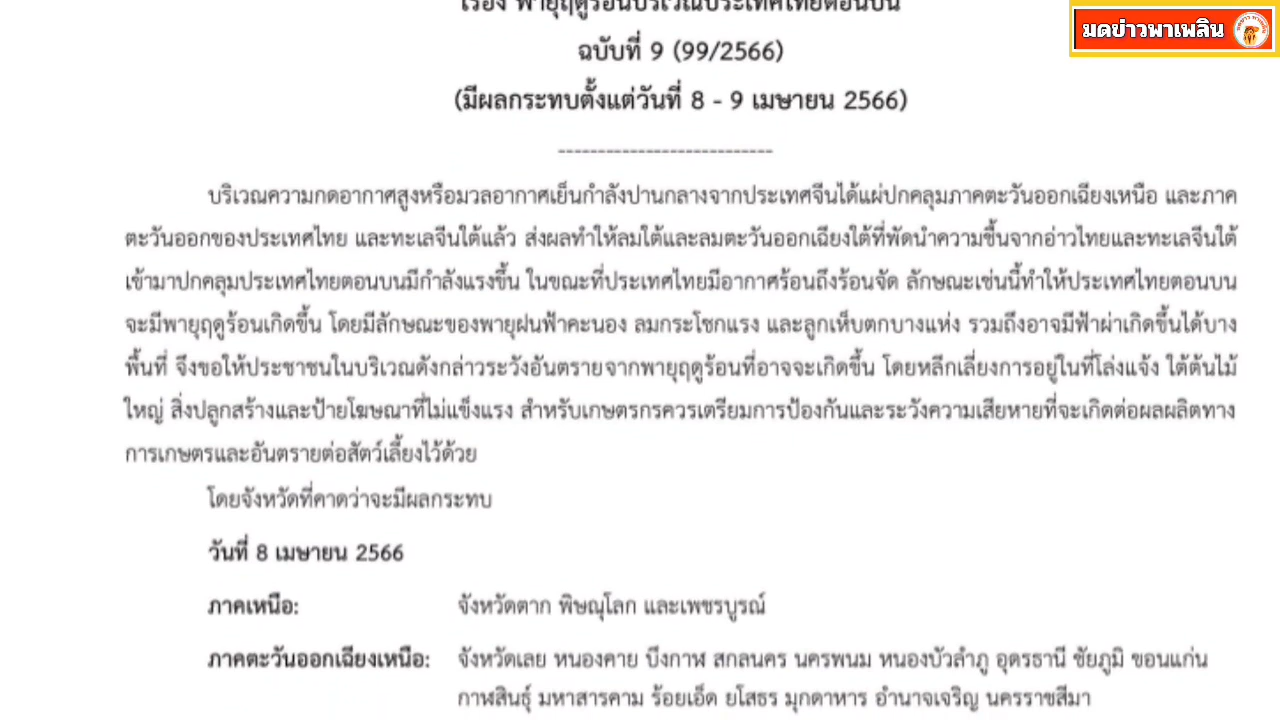 เรื่อง พายุฤดูร้อนบริเวณประเทศไทยตอนบน
มดข่าวพาเพลิน
ฉบับที่ 9 (99/2566)
(มีผลกระทบตั้งแต่วันที่ 8 - 9 เมษายน 2566)
---------------------------
บริเวณความกดอากาศสูงหรือมวลอากาศเย็นกำลังปานกลางจากประเทศจีนได้แผ่ปกคลุมภาคตะวันออกเฉียงเหนือ และภาค
ตะวันออกของประเทศไทย และทะเลจีนใต้แล้ว ส่งผลทำให้ลมใต้และลมตะวันออกเฉียงใต้ที่พัดนำความชื้นจากอ่าวไทยและทะเลจีนใต้
เข้ามาปกคลุมประเทศไทยตอนบนมีกำลังแรงขึ้น ในขณะที่ประเทศไทยมีอากาศร้อนถึงร้อนจัด ลักษณะเช่นนี้ทำให้ประเทศไทยตอนบน
จะมีพายุฤดูร้อนเกิดขึ้น โดยมีลักษณะของพายุฝนฟ้าคะนอง ลมกระโชกแรง และลูกเห็บตกบางแห่ง รวมถึงอาจมีฟ้าผ่าเกิดขึ้นได้บาง
พื้นที่ จึงขอให้ประชาชนในบริเวณดังกล่าวระวังอันตรายจากพายุฤดูร้อนที่อาจจะเกิดขึ้น โดยหลีกเลี่ยงการอยู่ในที่โล่งแจ้ง ใต้ต้นไม้
ใหญ่ สิ่งปลูกสร้างและป้ายโฆษณาที่ไม่แข็งแรง สำหรับเกษตรกรควรเตรียมการป้องกันและระวังความเสียหายที่จะเกิดต่อผลผลิตทาง
การเกษตรและอันตรายต่อสัตว์เลี้ยงไว้ด้วย
โดยจังหวัดที่คาดว่าจะมีผลกระทบ
วันที่ 8 เมษายน 2566
ภาคเหนือ: จังหวัดตาก พิษณุโลก และเพชรบูรณ์
ภาคตะวันออกเฉียงเหนือ: จังหวัดเลย หนองคาย บึงกาฬ สกลนคร นครพนม หนองบัวลำภู อุดรธานี ชัยภูมิ ขอนแก่น
กาฬสินธุ์ มหาสารคาม ร้อยเอ็ด ยโสธร มุกดาหาร อำนาจเจริญ นครราชสีมา